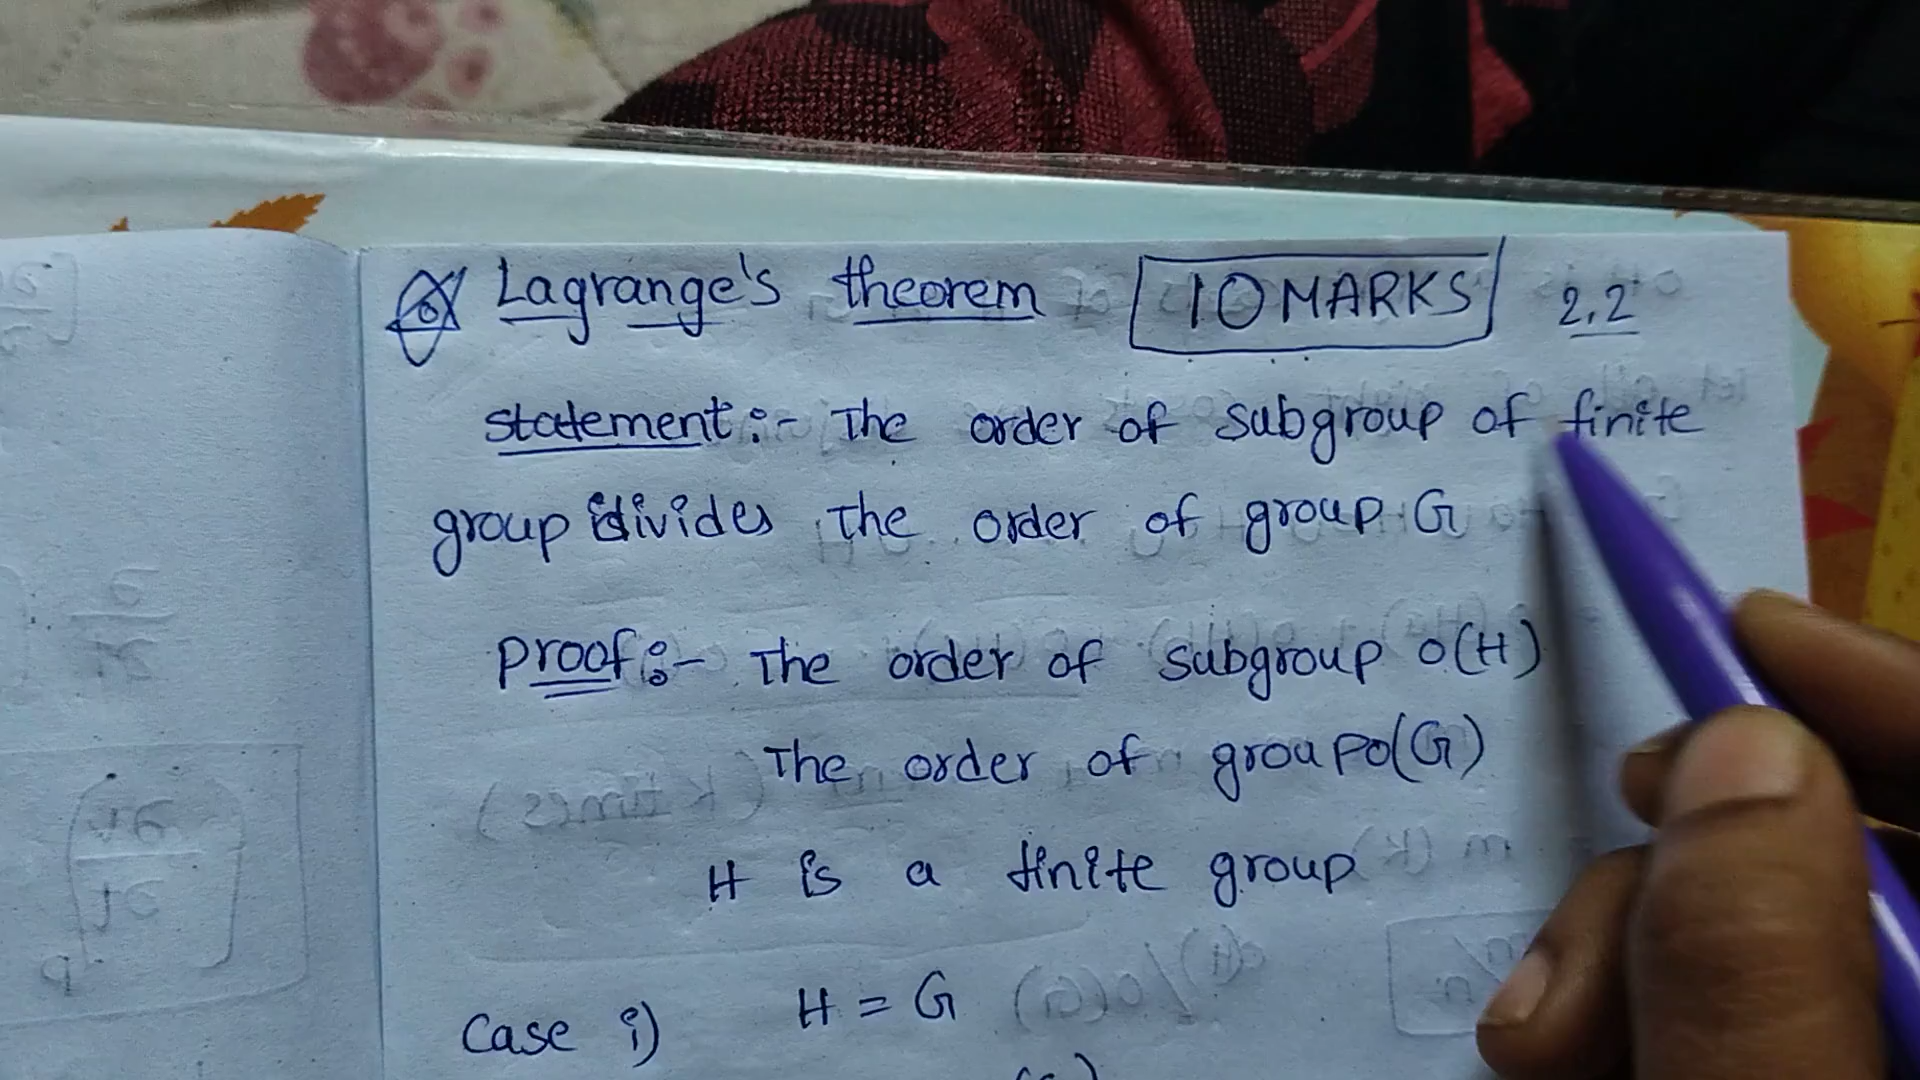 6 Lagrange's theorem 10 MARKS 2,2
statement :- The order of subgroup of finite
group divides the order of group G
Proof :- The order of subgroup o(H)
The order of group o(G)
H is a finite group
Case i) H = G